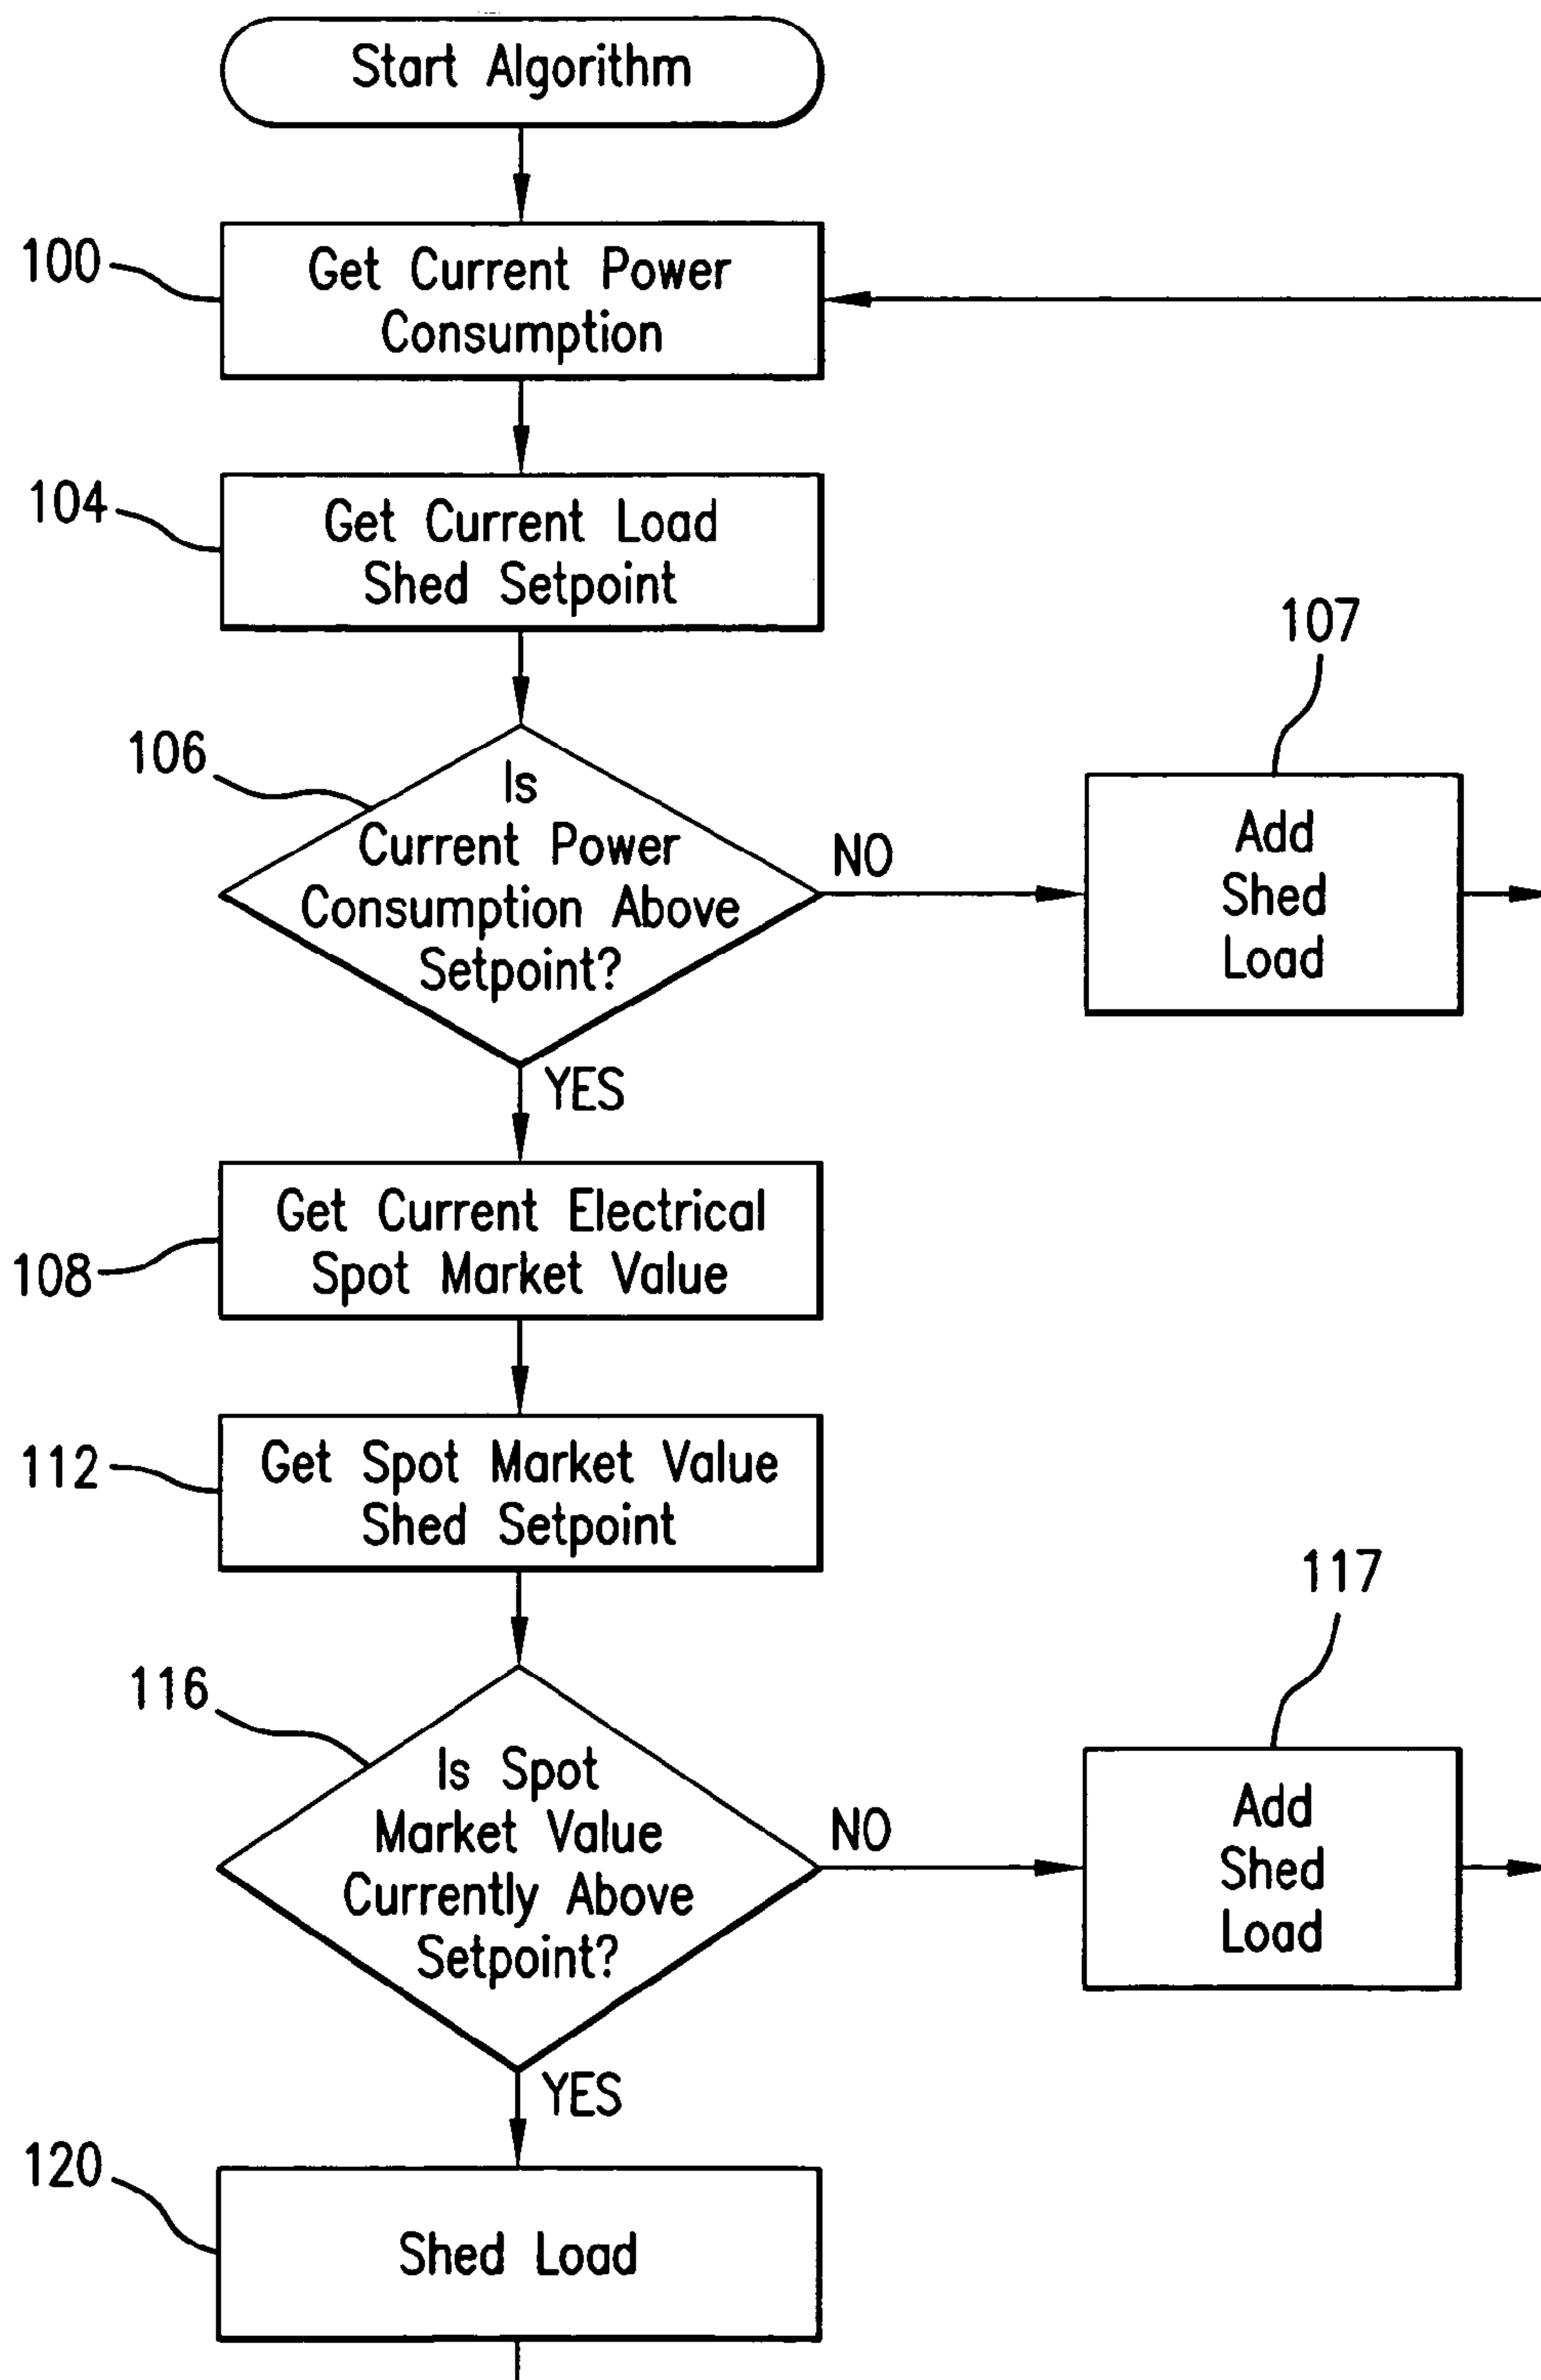 Start Algorithm
100
Get Current Power
Consumption
104
Get Current Load
Shed Setpoint
107
106
Is
Current Power
Consumption Above
Setpoint?
NO
Add
Shed
Load
YES
108
Get Current Electrical
Spot Market Value
112
Get Spot Market Value
Shed Setpoint
117
116
Is Spot
Market Value
Currently Above
Setpoint?
NO
Add
Shed
Load
YES
120
Shed Load